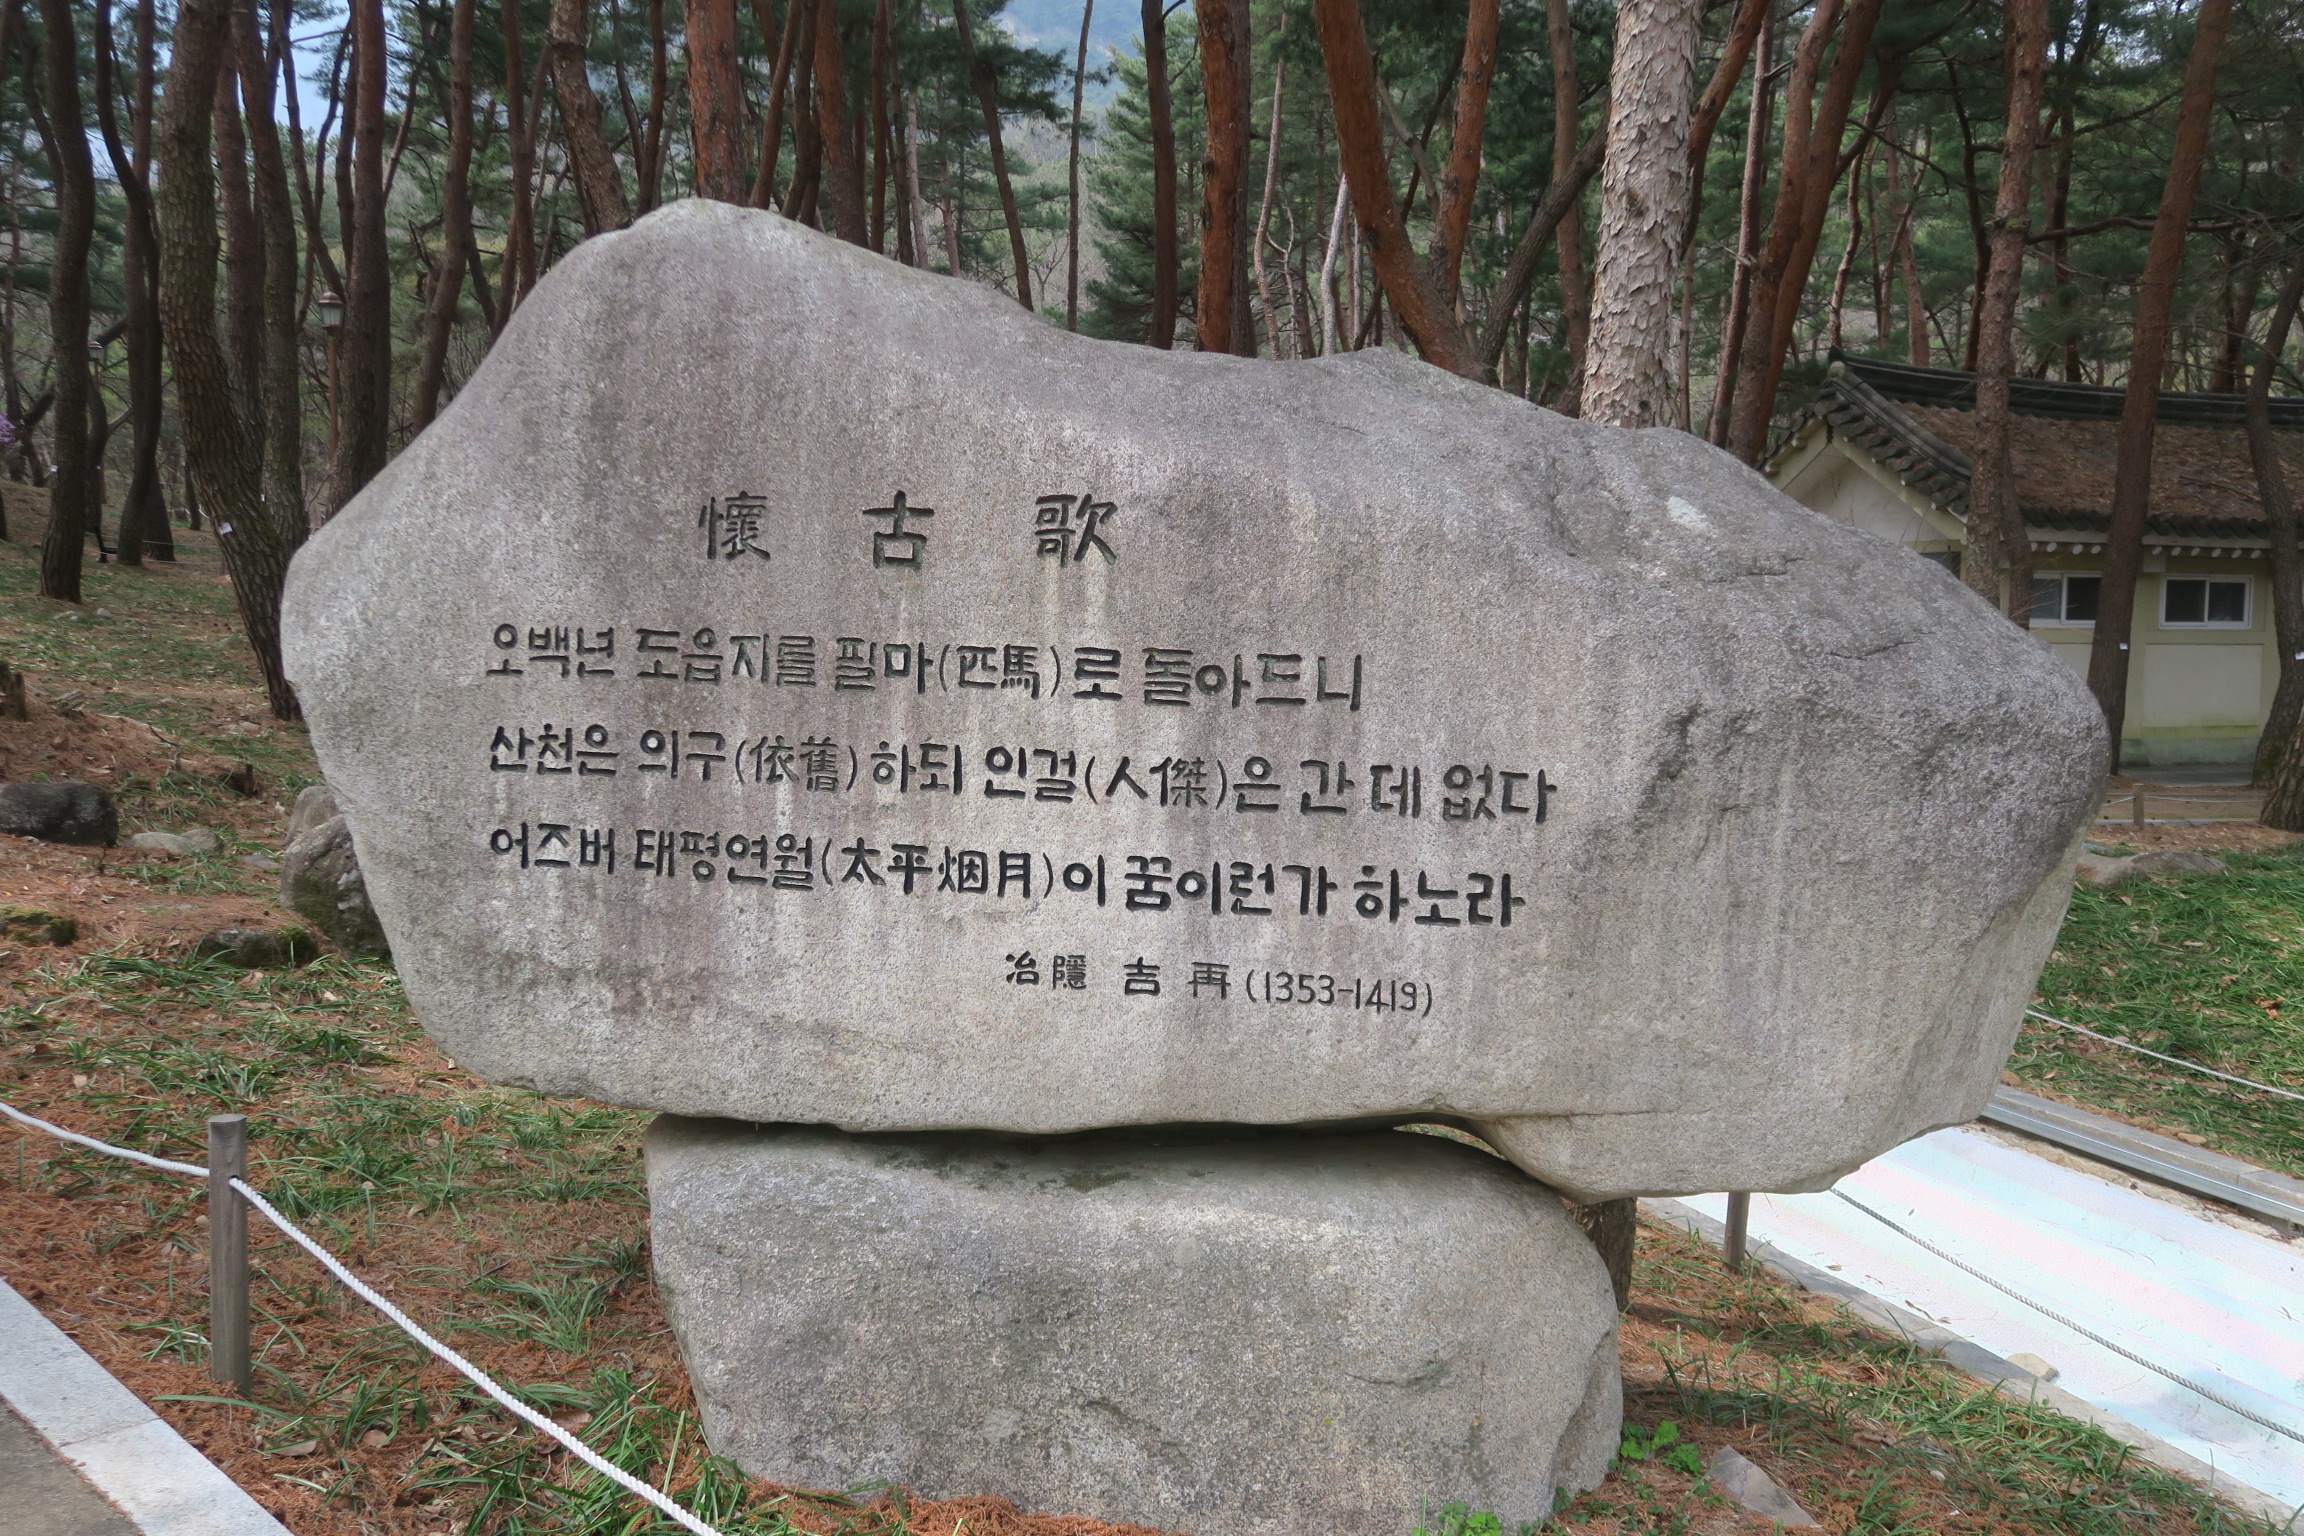 懷 古 歌
오백년 도읍지를 필마(匹馬)로 돌아드니
산천은 의구(依舊)하되 인걸(人傑)은 간 데 없다
어즈버 태평연월(太平烟月)이 꿈이런가 하노라
冶隱 吉 再(1353-1419)